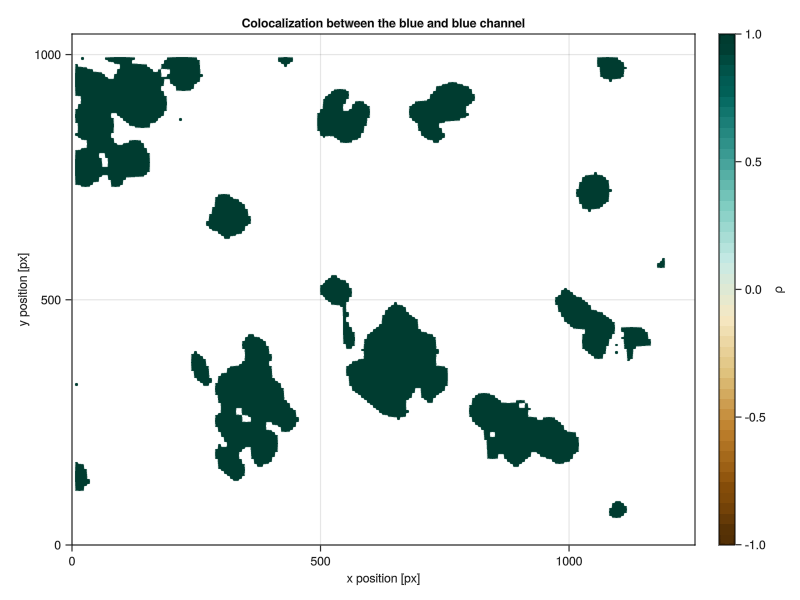 Colocalization between the blue and blue channel
1000
500
0
0
500
1000
y position [px]
x position [px]
1.0
0.5
0.0
-0.5
-1.0
ρ